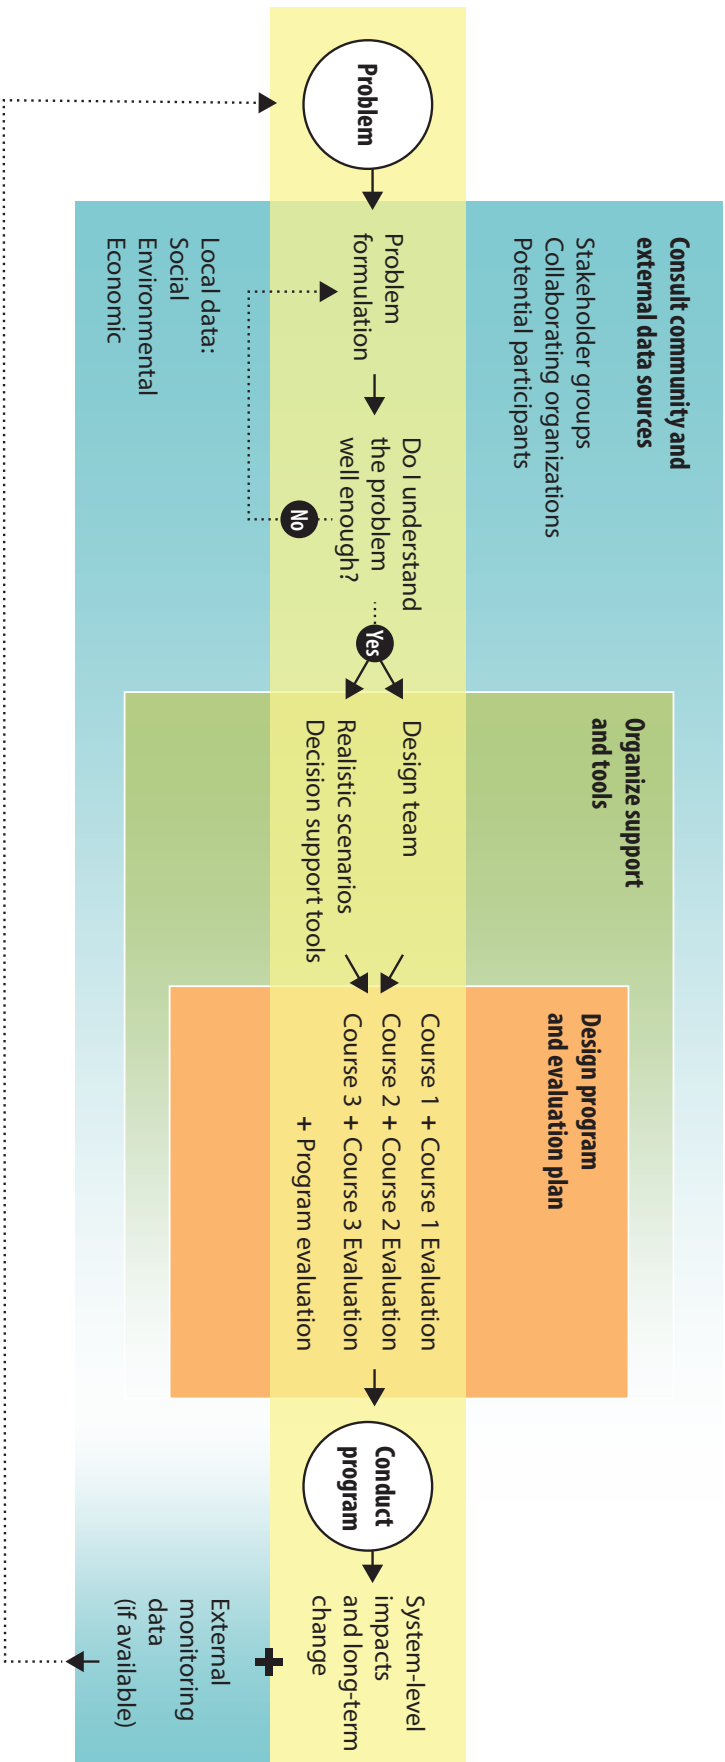 Problem
Consult community and
external data sources
Stakeholder groups
Collaborating organizations
Potential participants
Problem
formulation
Local data:
Social
Environmental
Economic
Do I understand
the problem
well enough?
No
Yes
Organize support
and tools
Design team
Realistic scenarios
Decision support tools
Design program
and evaluation plan
Course 1 + Course 1 Evaluation
Course 2 + Course 2 Evaluation
Course 3 + Course 3 Evaluation
+ Program evaluation
Conduct
program
System-level
impacts
and long-term
change
+
External
monitoring
data
(if available)